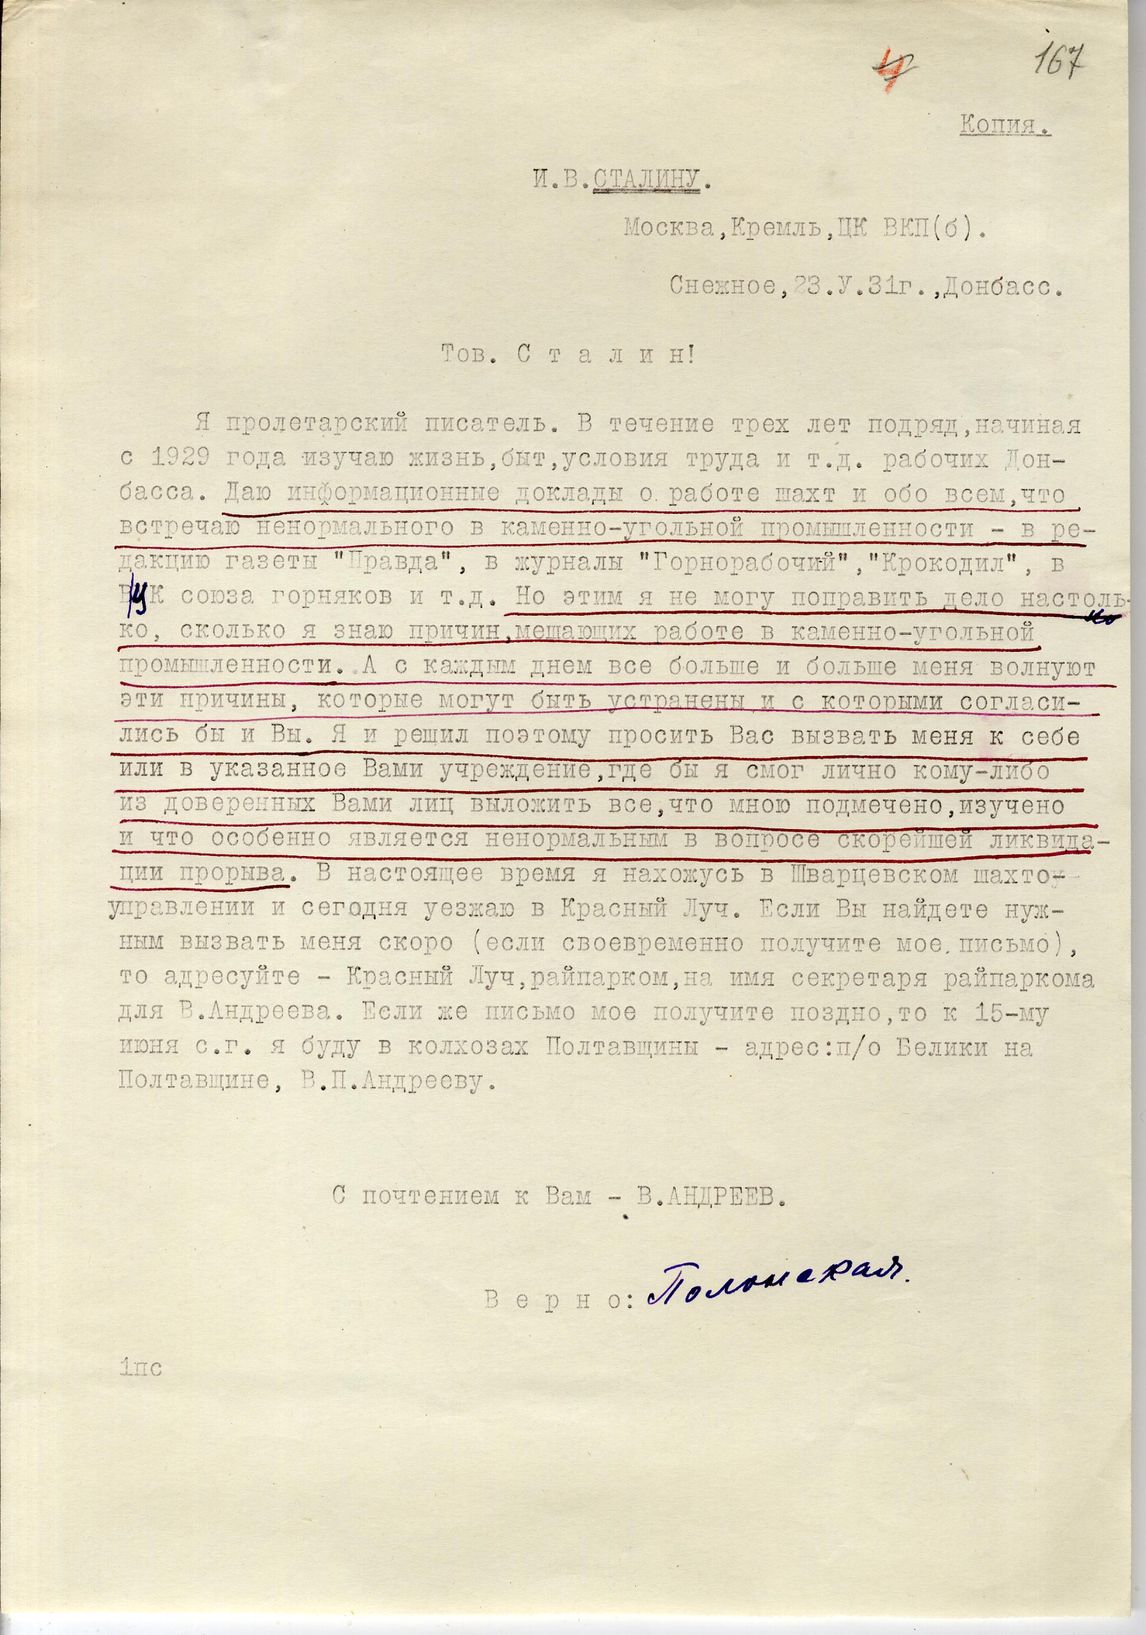 4 167
Копия.
И.В.СТАЛИНУ.
Москва,Кремль,ЦК ВКП(б).
Снежное,23.У.31г.,Донбасс.
Тов. С т а л и н!
Я пролетарский писатель. В течение трех лет подряд,начиная
с 1929 года изучаю жизнь,быт,условия труда и т.д. рабочих Дон-
басса. Даю информационные доклады о работе шахт и обо всем,что
встречаю ненормального в каменно-угольной промышленности - в ре-
дакцию газеты "Правда", в журналы "Горнорабочий","Крокодил", в
ЦК союза горняков и т.д. Но этим я не могу поправить дело настоль-
ко, сколько я знаю причин,мешающих работе в каменно-угольной
промышленности. А с каждым днем все больше и больше меня волнуют
эти причины, которые могут быть устранены и с которыми согласи-
лись бы и Вы. Я и решил поэтому просить Вас вызвать меня к себе
или в указанное Вами учреждение,где бы я смог лично кому-либо
из доверенных Вами лиц выложить все,что мною подмечено,изучено
и что особенно является ненормальным в вопросе скорейшей ликвида-
ции прорыва. В настоящее время я нахожусь в Шварцевском шахто-
управлении и сегодня уезжаю в Красный Луч. Если Вы найдете нуж-
ным вызвать меня скоро (если своевременно получите мое письмо),
то адресуйте - Красный Луч,райпарком,на имя секретаря райпаркома
для В.Андреева. Если же письмо мое получите поздно,то к 15-му
июня с.г. я буду в колхозах Полтавщины - адрес:п/о Белики на
Полтавщине, В.П.Андрееву.
С почтением к Вам - В.АНДРЕЕВ.
В е р н о: Полонская.
1пс